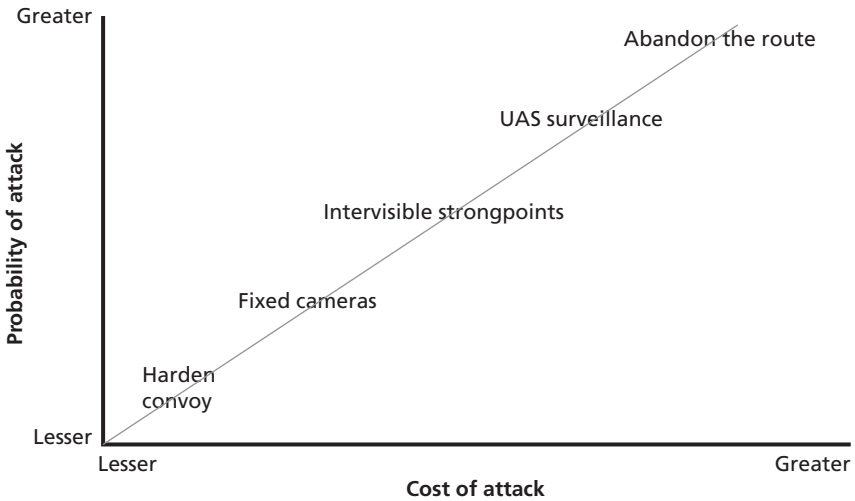 Greater
Abandon the route
UAS surveillance
Intervisible strongpoints
Fixed cameras
Harden
convoy
Probability of attack
Lesser
Lesser
Greater
Cost of attack